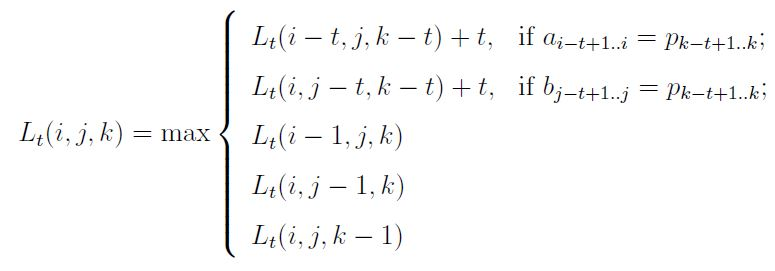 L_t(i − t, j, k − t) + t, if a_{i−t+1..i} = p_{k−t+1..k};
L_t(i, j − t, k − t) + t, if b_{j−t+1..j} = p_{k−t+1..k};
L_t(i, j, k) = max { L_t(i − 1, j, k)
L_t(i, j − 1, k)
L_t(i, j, k − 1)